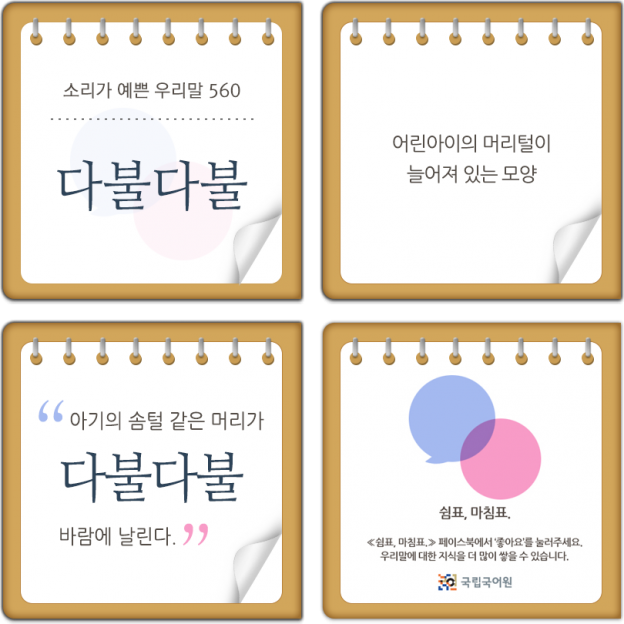 소리가 예쁜 우리말 560
다불다불
어린아이의 머리털이
늘어져 있는 모양
“ 아기의 솜털 같은 머리가
다불다불
바람에 날린다. ”
쉼표, 마침표.
≪쉼표, 마침표.≫ 페이스북에서 '좋아요'를 눌러주세요.
우리말에 대한 지식을 더 많이 쌓을 수 있습니다.
국립국어원